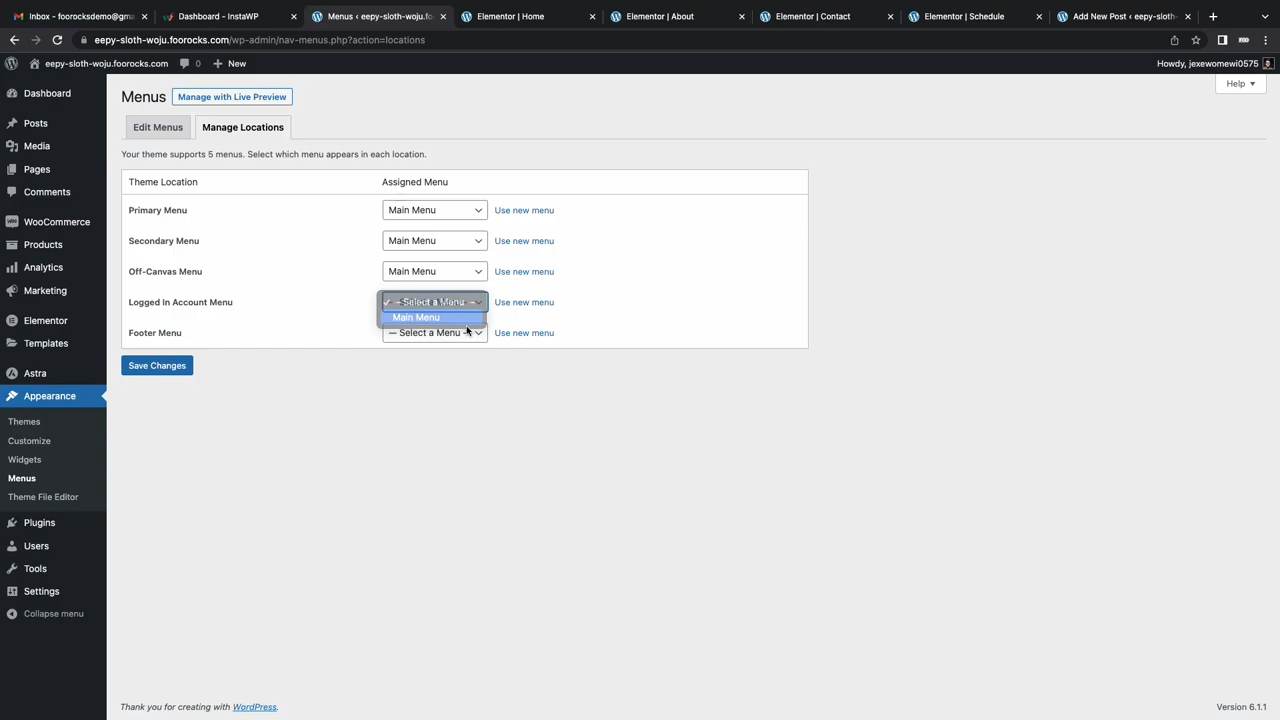 Inbox - foorocksdemo@gma
Dashboard - InstaWP
Menus ‹ eepy-sloth-woju.fo
Elementor | Home
Elementor | About
Elementor | Contact
Elementor | Schedule
Add New Post ‹ eepy-sloth-
eepy-sloth-woju.foorocks.com/wp-admin/nav-menus.php?action=locations
eepy-sloth-woju.foorocks.com
0
New
Howdy, jexewomewi0575
Help
Menus
Manage with Live Preview
Edit Menus
Manage Locations
Your theme supports 5 menus. Select which menu appears in each location.
Theme Location
Assigned Menu
Primary Menu
Main Menu
Use new menu
Secondary Menu
Main Menu
Use new menu
Off-Canvas Menu
Main Menu
Use new menu
Logged In Account Menu
— Select a Menu —
Use new menu
Main Menu
Footer Menu
— Select a Menu —
Use new menu
Save Changes
Dashboard
Posts
Media
Pages
Comments
WooCommerce
Products
Analytics
Marketing
Elementor
Templates
Astra
Appearance
Themes
Customize
Widgets
Menus
Theme File Editor
Plugins
Users
Tools
Settings
Collapse menu
Thank you for creating with WordPress.
Version 6.1.1